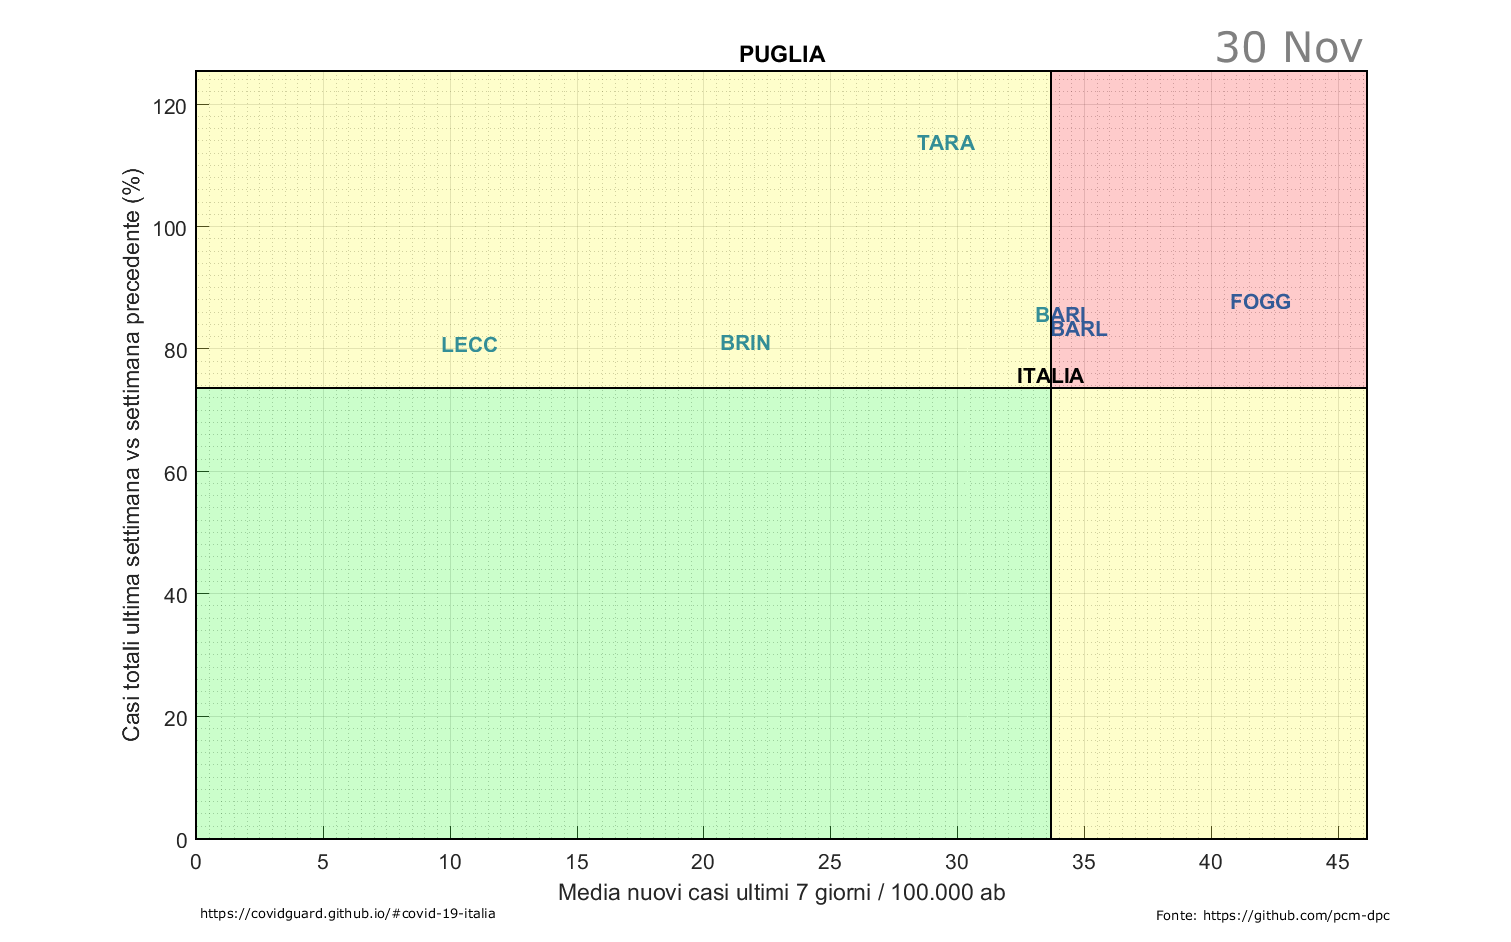 30 Nov
PUGLIA
Casi totali ultima settimana vs settimana precedente (%)
120
100
80
60
40
20
0
TARA
FOGG
BARI
BARL
BRIN
LECC
ITALIA
0 5 10 15 20 25 30 35 40 45
Media nuovi casi ultimi 7 giorni / 100.000 ab
https://covidguard.github.io/#covid-19-italia
Fonte: https://github.com/pcm-dpc